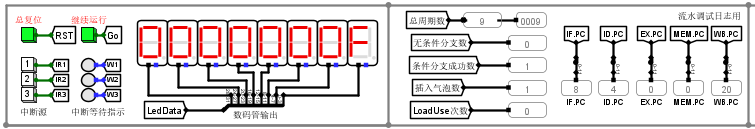 总复位
继续运行
RST
Go
1 IR1
2 IR2
3 IR3
W1
W2
W3
中断源
中断等待指示
0000000F
LedData
数码管输出
总周期数 9 0009
无条件分支数 0
条件分支成功数 1
插入气泡数 1
LoadUse次数 0
流水调试日志用
IF.PC ID.PC EX.PC MEM.PC WB.PC
8 4 0 0 20
IF.PC ID.PC EX.PC MEM.PC WB.PC